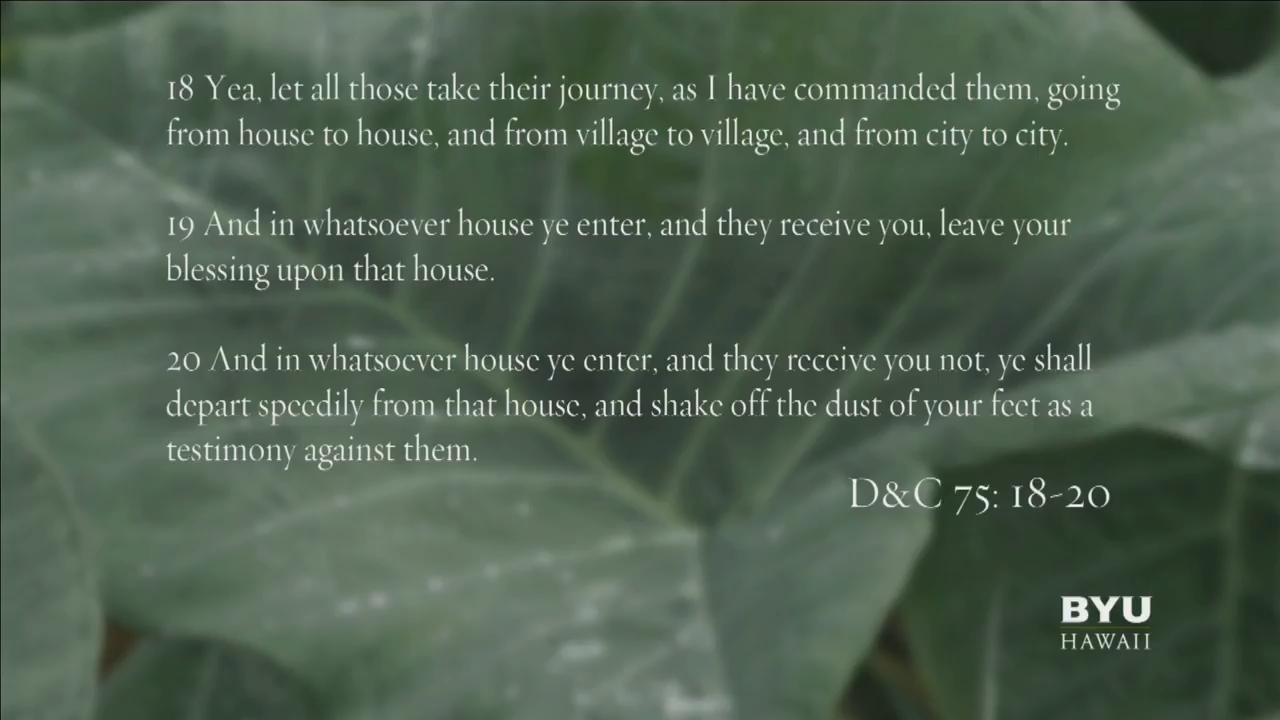 18 Yea, let all those take their journey, as I have commanded them, going
from house to house, and from village to village, and from city to city.
19 And in whatsoever house ye enter, and they receive you, leave your
blessing upon that house.
20 And in whatsoever house ye enter, and they receive you not, ye shall
depart speedily from that house, and shake off the dust of your feet as a
testimony against them.
D&C 75: 18-20
BYU
HAWAII